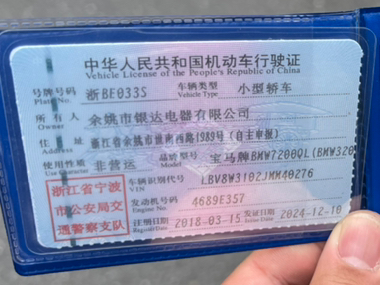 中华人民共和国机动车行驶证
Vehicle License of the People's Republic of China
号牌号码 浙BE033S 车辆类型 小型轿车
Plate No. Vehicle Type
所有人 余姚市银达电器有限公司
Owner
住址 浙江省余姚市淮南西路1989号(自主申报)
Address
使用性质 非营运 品牌型号 宝马牌BMW7200QL(BMW320
Use Character Model
浙江省宁波 车辆识别代号 LBV8W3102JMM40276
VIN
市公安局交 发动机号码 4689E357
Engine No.
通警察支队 注册日期 2018-03-15 发证日期 2024-12-10
Register Date Issue Date